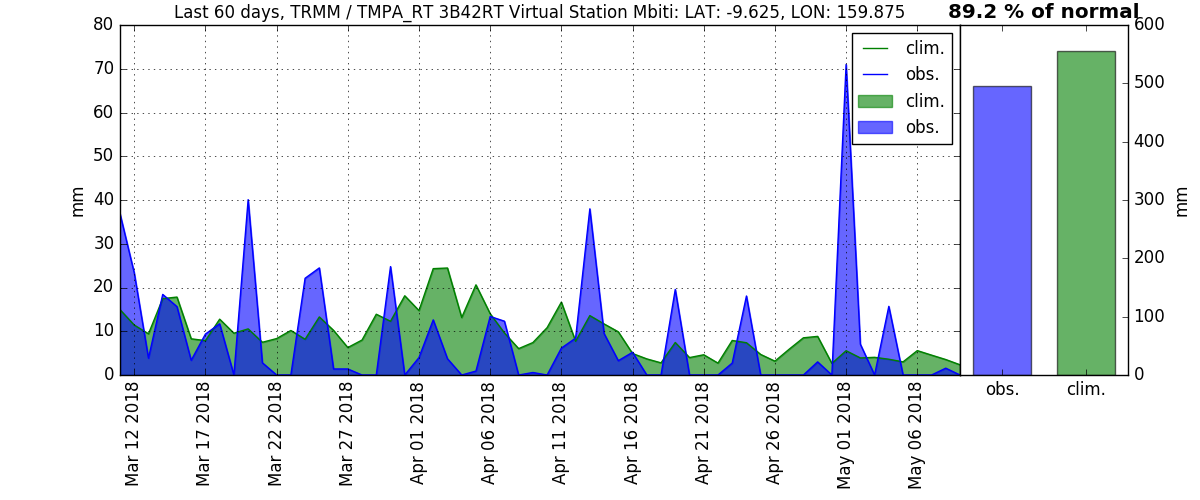 Last 60 days, TRMM / TMPA_RT 3B42RT Virtual Station Mbiti: LAT: -9.625, LON: 159.875
89.2 % of normal
80
70
60
50
40
30
20
10
0
mm
clim.
obs.
clim.
obs.
Mar 12 2018
Mar 17 2018
Mar 22 2018
Mar 27 2018
Apr 01 2018
Apr 06 2018
Apr 11 2018
Apr 16 2018
Apr 21 2018
Apr 26 2018
May 01 2018
May 06 2018
600
500
400
300
200
100
0
mm
obs.
clim.